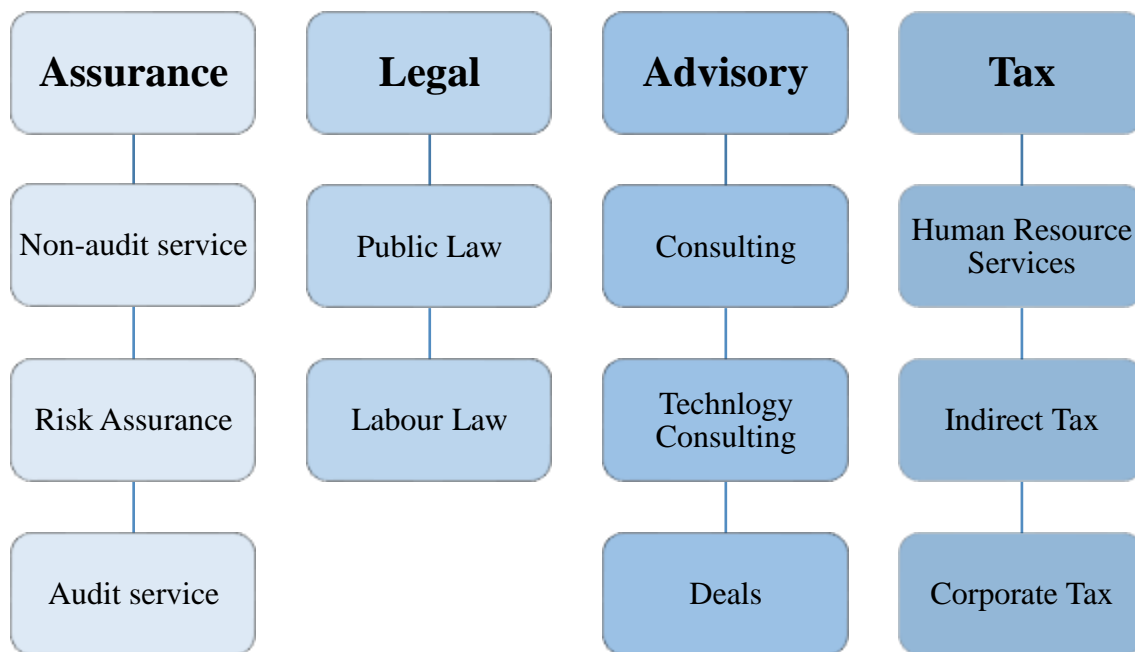 Assurance
Legal
Advisory
Tax
Non-audit service
Public Law
Consulting
Human Resource
Services
Risk Assurance
Labour Law
Technlogy
Consulting
Indirect Tax
Audit service
Deals
Corporate Tax